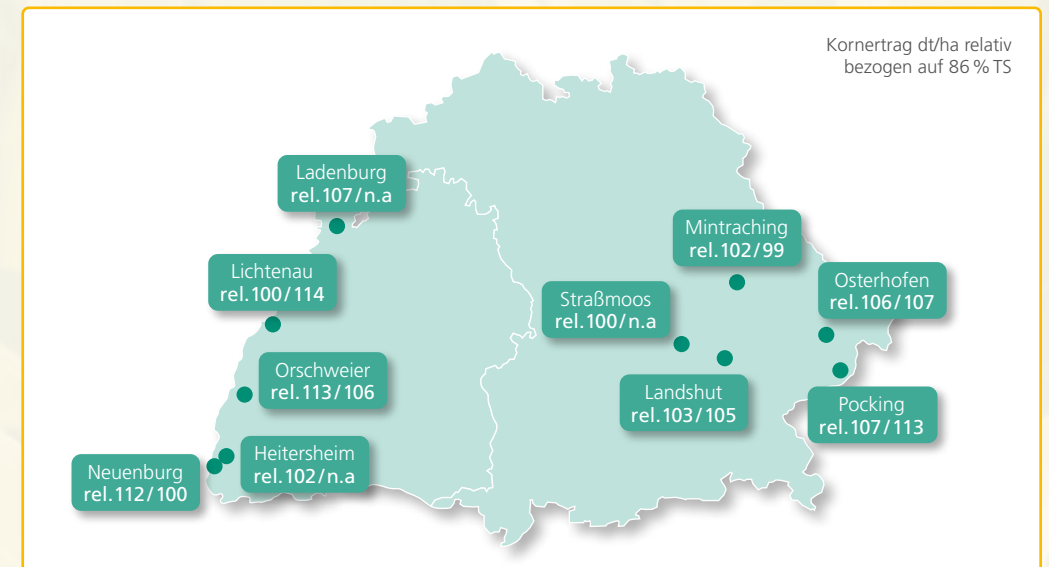 Kornertrag dt/ha relativ
bezogen auf 86 % TS
Ladenburg
rel.107/n.a
Mintraching
rel.102/99
Lichtenau
rel.100/114
Osterhofen
rel.106/107
Straßmoos
rel.100/n.a
Orschweier
rel.113/106
Landshut
rel.103/105
Pocking
rel.107/113
Heitersheim
rel.102/n.a
Neuenburg
rel.112/100